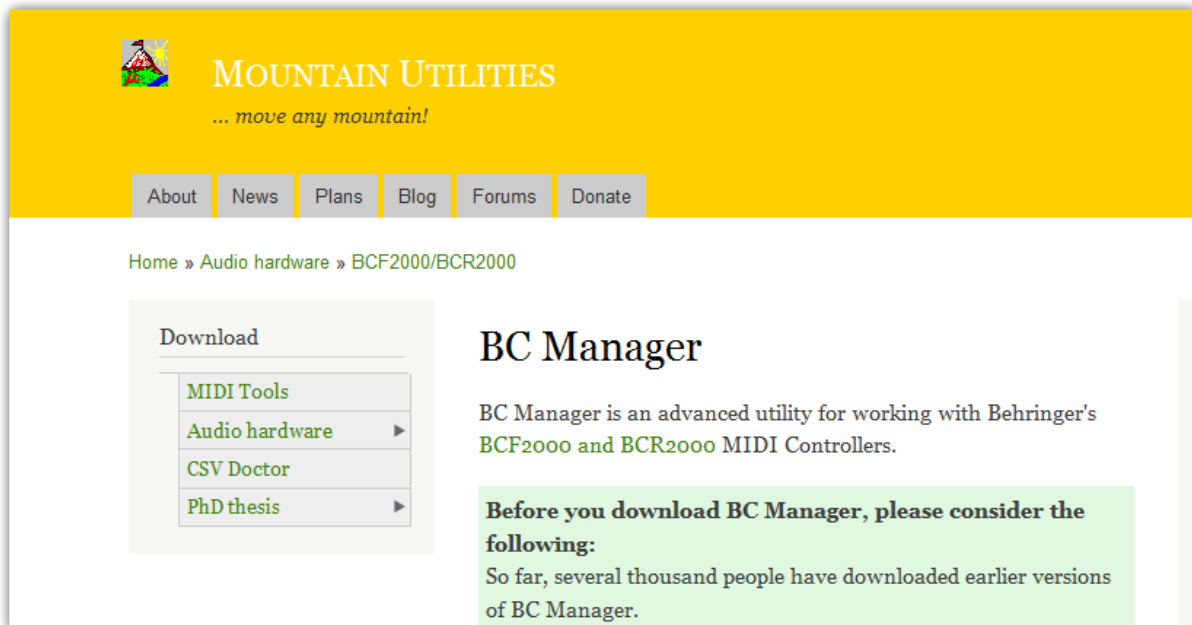 MOUNTAIN UTILITIES
... move any mountain!
About News Plans Blog Forums Donate
Home » Audio hardware » BCF2000/BCR2000
Download
MIDI Tools
Audio hardware
CSV Doctor
PhD thesis
BC Manager
BC Manager is an advanced utility for working with Behringer's
BCF2000 and BCR2000 MIDI Controllers.
Before you download BC Manager, please consider the
following:
So far, several thousand people have downloaded earlier versions
of BC Manager.